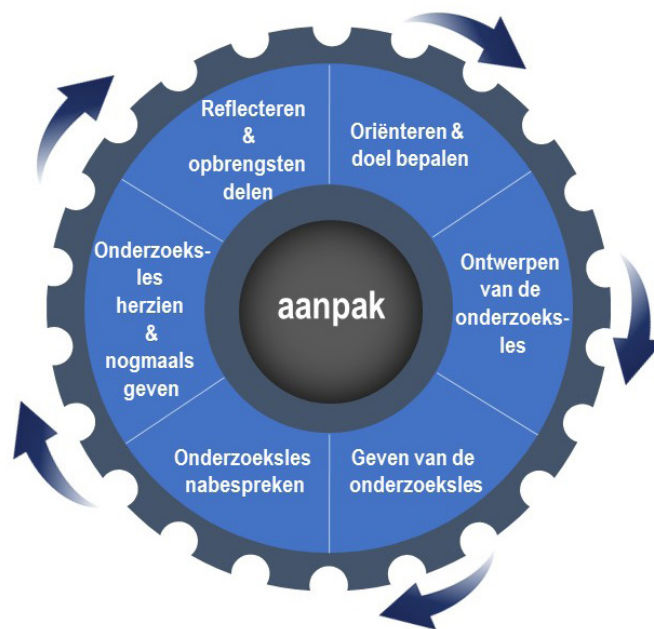 Oriënteren &
doel bepalen
Ontwerpen
van de
onderzoeks-
les
Geven van de
onderzoeksles
Onderzoeksles
nabespreken
Onderzoeks-
les
herzien
&
nogmaals
geven
Reflecteren
&
opbrengsten
delen
aanpak